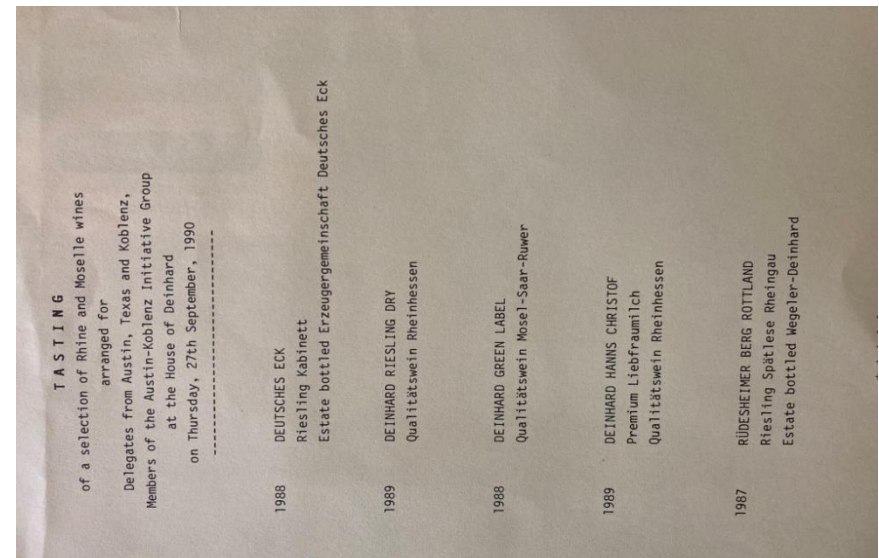 T A S T I N G
of a selection of Rhine and Moselle wines
arranged for
Delegates from Austin, Texas and Koblenz,
Members of the Austin-Koblenz Initiative Group
at the House of Deinhard
on Thursday, 27th September, 1990
----------------------------------
1988 DEUTSCHES ECK
Riesling Kabinett
Estate bottled Erzeugergemeinschaft Deutsches Eck
1989 DEINHARD RIESLING DRY
Qualitätswein Rheinhessen
1988 DEINHARD GREEN LABEL
Qualitätswein Mosel-Saar-Ruwer
1989 DEINHARD HANNS CHRISTOF
Premium Liebfraumilch
Qualitätswein Rheinhessen
1987 RÜDESHEIMER BERG ROTTLAND
Riesling Spätlese Rheingau
Estate bottled Wegeler-Deinhard